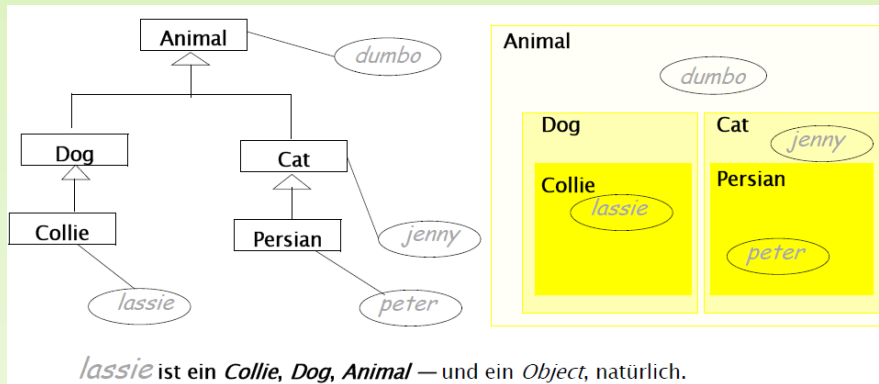 Animal
dumbo
Dog
Cat
Collie
Persian
jenny
lassie
peter
Animal
dumbo
Dog
Cat
jenny
Collie
Persian
lassie
peter
lassie ist ein Collie, Dog, Animal — und ein Object, natürlich.